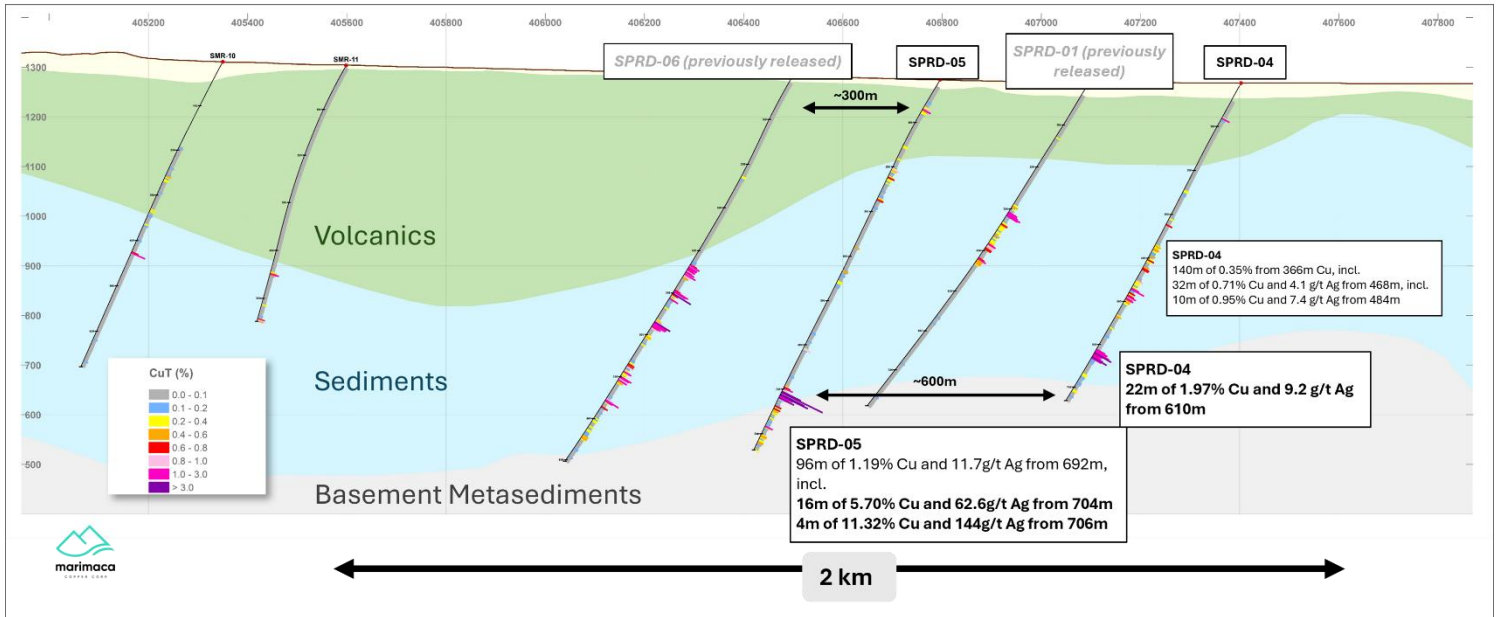 405200 405400 405600 405800 406000 406200 406400 406600 406800 407000 407200 407400 407600 407800
SMR-10
SMR-11
SPRD-06 (previously released)
SPRD-05
SPRD-01 (previously
released)
SPRD-04
~300m
1300
1200
1100
1000
900
800
700
600
500
Volcanics
Sediments
Basement Metasediments
SPRD-04
140m of 0.35% from 366m Cu, incl.
32m of 0.71% Cu and 4.1 g/t Ag from 468m, incl.
10m of 0.95% Cu and 7.4 g/t Ag from 484m
CuT (%)
0.0 - 0.1
0.1 - 0.2
0.2 - 0.4
0.4 - 0.6
0.6 - 0.8
0.8 - 1.0
1.0 - 3.0
> 3.0
~600m
SPRD-04
22m of 1.97% Cu and 9.2 g/t Ag
from 610m
SPRD-05
96m of 1.19% Cu and 11.7g/t Ag from 692m,
incl.
16m of 5.70% Cu and 62.6g/t Ag from 704m
4m of 11.32% Cu and 144g/t Ag from 706m
marimaca
COPPER CORP
2 km